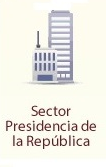 Sector
Presidencia de
la República